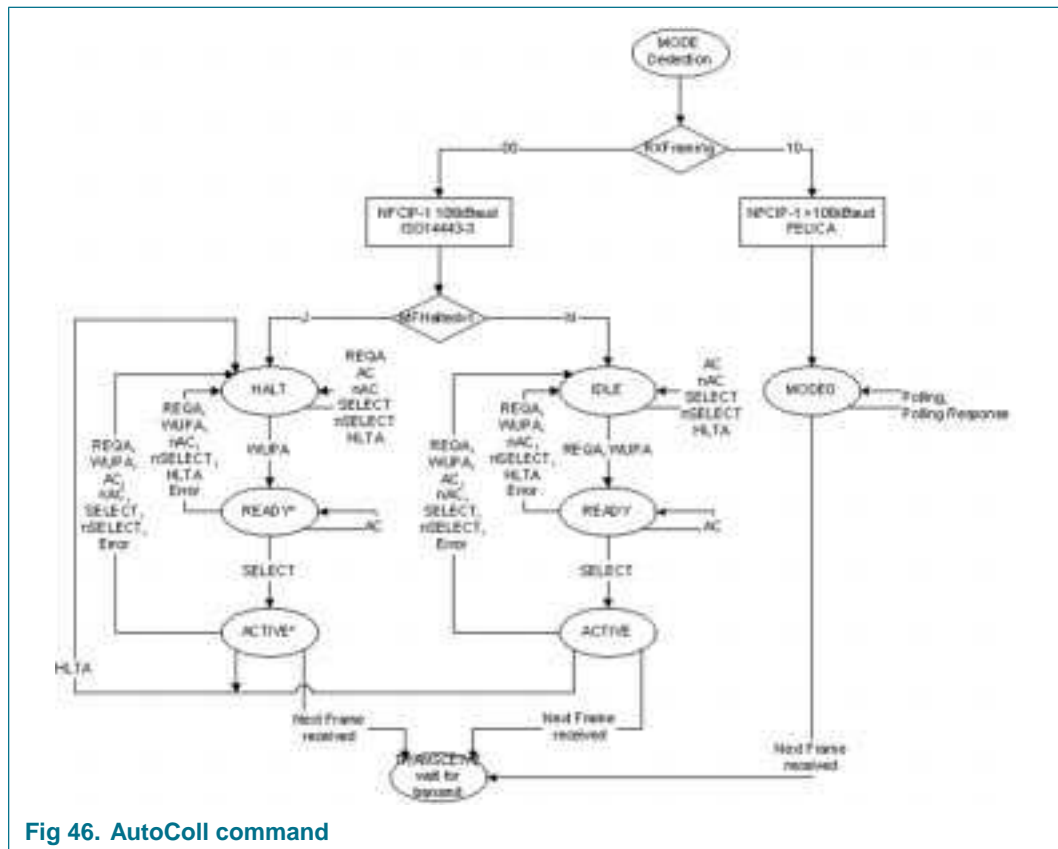 MODE
Detection
RXFraming
00
10
NFCIP-1 106kBaud
ISO14443-3
NFCIP-1 >106kBaud
FELICA
MFHalted=1
J
N
HALT
REQA
AC
nAC
SELECT
nSELECT
HLTA
IDLE
AC
nAC
SELECT
nSELECT
HLTA
MODE0
Polling,
Polling Response
REQA,
WUPA,
AC,
nAC,
SELECT,
nSELECT,
Error
REQA,
WUPA,
nAC,
nSELECT,
HLTA
Error
WUPA
REQA,
WUPA,
AC,
nAC,
SELECT,
nSELECT,
Error
REQA,
WUPA,
nAC,
nSELECT,
HLTA
Error
REQA, WUPA
READY*
AC
READY
AC
SELECT
SELECT
ACTIVE*
ACTIVE
HLTA
Next Frame
received
Next Frame
received
Next Frame
received
TRANSCEIVE
wait for
transmit
Fig 46. AutoColl command